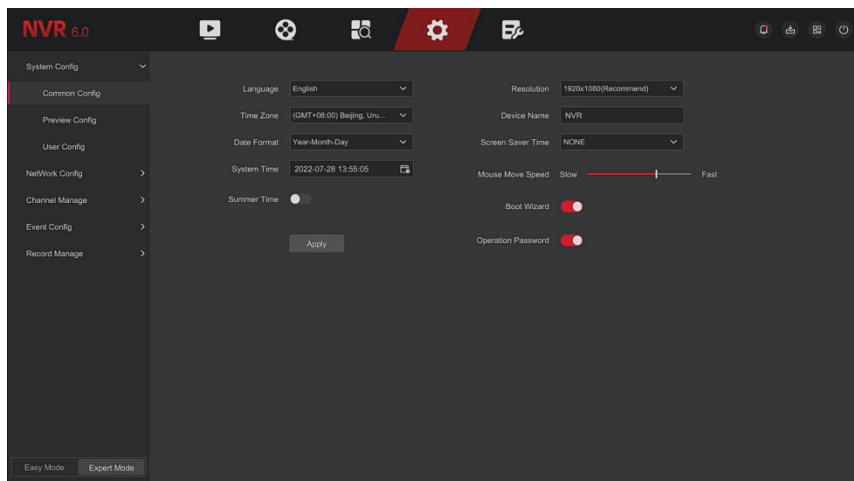 NVR 6.0
System Config
Common Config
Preview Config
User Config
NetWork Config
Channel Manage
Event Config
Record Manage
Easy Mode Expert Mode
Language English
Time Zone (GMT+08:00) Beijing, Uru...
Date Format Year-Month-Day
System Time 2022-07-28 13:55:05
Summer Time
Apply
Resolution 1920x1080(Recommend)
Device Name NVR
Screen Saver Time NONE
Mouse Move Speed Slow Fast
Boot Wizard
Operation Password